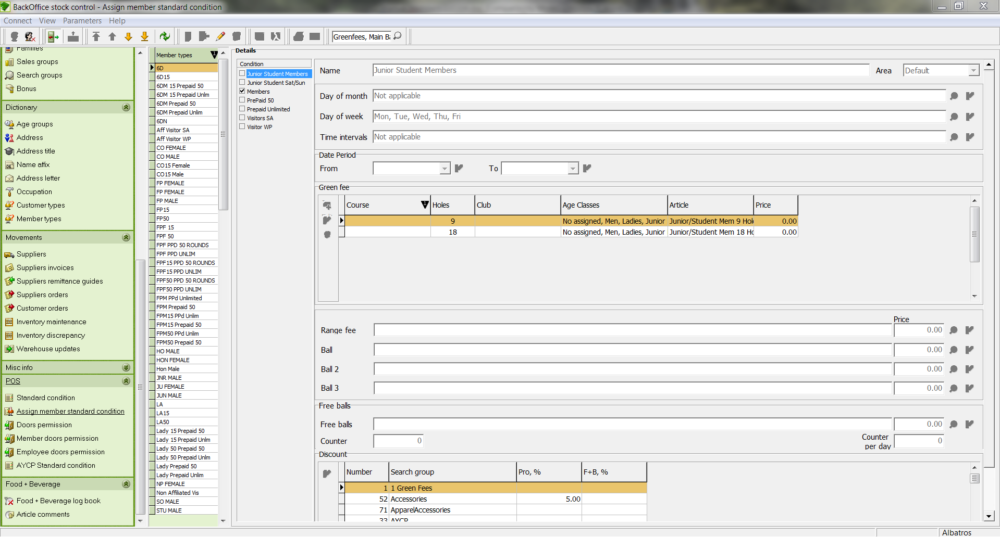 BackOffice stock control - Assign member standard condition
Connect View Parameters Help
Greenfees, Main Ba
Families
Sales groups
Search groups
Bonus
Dictionary
Age groups
Address
Address title
Name affix
Address letter
Occupation
Customer types
Member types
Movements
Suppliers
Suppliers invoices
Suppliers remittance guides
Suppliers orders
Customer orders
Inventory maintenance
Inventory discrepancy
Warehouse updates
Misc info
POS
Standard condition
Assign member standard condition
Doors permission
Member doors permission
Employee doors permission
AYCP Standard condition
Food + Beverage
Food + Beverage log book
Article comments
Member types 1
6D
6D15
6DM 15 Prepaid 50
6DM 15 Prepaid Unlm
6DM Prepaid 50
6DM Prepaid Unlim
6DN
Aff Visitor SA
Aff Visitor WP
CO FEMALE
CO MALE
CO15 Female
CO15 Male
FP FEMALE
FP FEMALE
FP MALE
FP15
FP50
FPF 15
FPF 50
FPF PPD 50 ROUNDS
FPF PPD UNLIM
FPF15 PPD 50 ROUNDS
FPF15 PPD UNLIM
FPF50 PPD 50 ROUNDS
FPF50 PPD UNLIM
FPM PPd Unlimited
FPM Prepaid 50
FPM15 PPd Unlim
FPM15 Prepaid 50
FPM50 PPd Unlim
FPM50 Prepaid 50
HO MALE
HON FEMALE
Hon Male
JNR MALE
JU FEMALE
JUN MALE
LA
LA15
LA50
Lady 15 Prepaid 50
Lady 15 Prepaid Unlm
Lady 50 Prepaid 50
Lady 50 Prepaid Unlm
Lady Prepaid 50
Lady Prepaid Unlim
NP FEMALE
Non Affiliated Vis
SO MALE
STU MALE
Details
Condition
Junior Student Members
Junior Student Sat/Sun
Members
PrePaid 50
Prepaid Unlimited
Visitors SA
Visitor WP
Name Junior Student Members Area Default
Day of month Not applicable
Day of week Mon, Tue, Wed, Thu, Fri
Time intervals Not applicable
Date Period
From To
Green fee
Course 1 Holes Club Age Classes Article Price
9 No assigned, Men, Ladies, Junior Junior/Student Mem 9 Hol 0.00
18 No assigned, Men, Ladies, Junior Junior/Student Mem 18 Ho 0.00
Price
Range fee 0.00
Ball 0.00
Ball 2 0.00
Ball 3 0.00
Free balls
Free balls 0.00
Counter 0 Counter per day 0
Discount
Number Search group Pro, % F+B, %
1 1 Green Fees
52 Accessories 5.00
71 ApparelAccessories
33 AYCP
Albatros